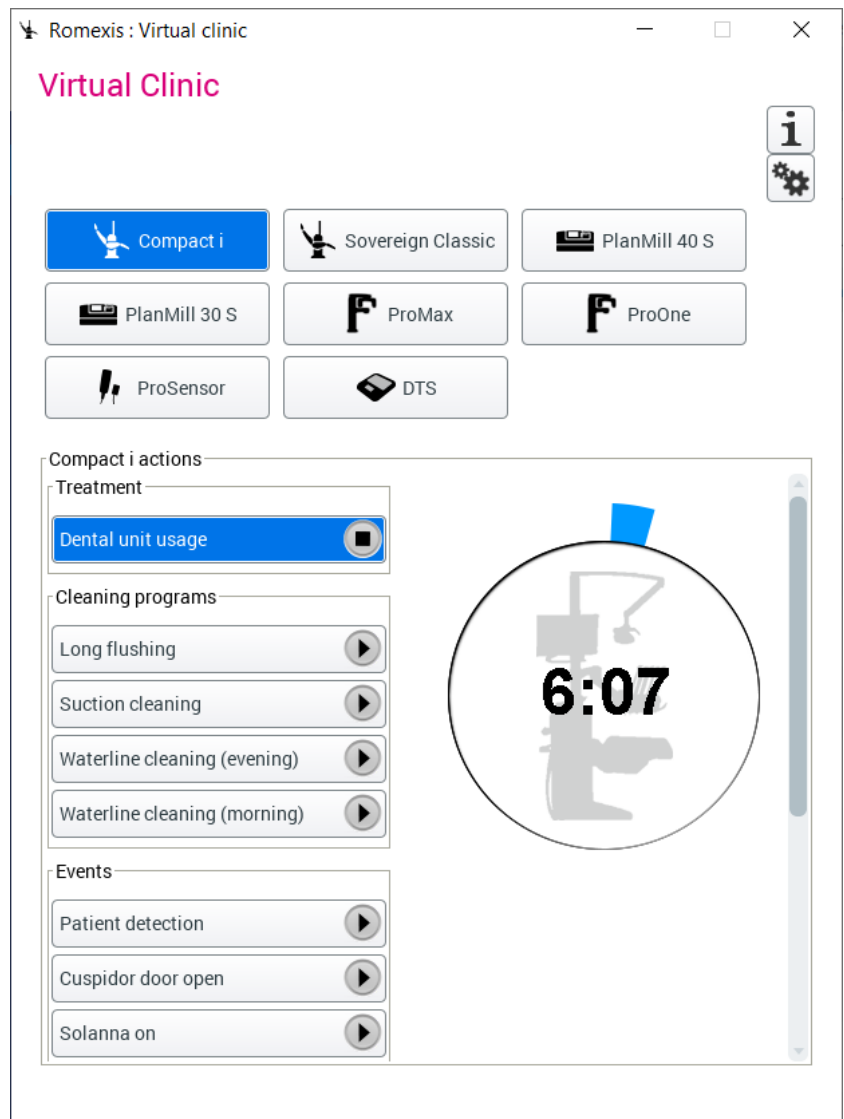 Romexis : Virtual clinic
Virtual Clinic
i
Compact i
Sovereign Classic
PlanMill 40 S
PlanMill 30 S
ProMax
ProOne
ProSensor
DTS
Compact i actions
Treatment
Dental unit usage
Cleaning programs
Long flushing
Suction cleaning
Waterline cleaning (evening)
Waterline cleaning (morning)
6:07
Events
Patient detection
Cuspidor door open
Solanna on